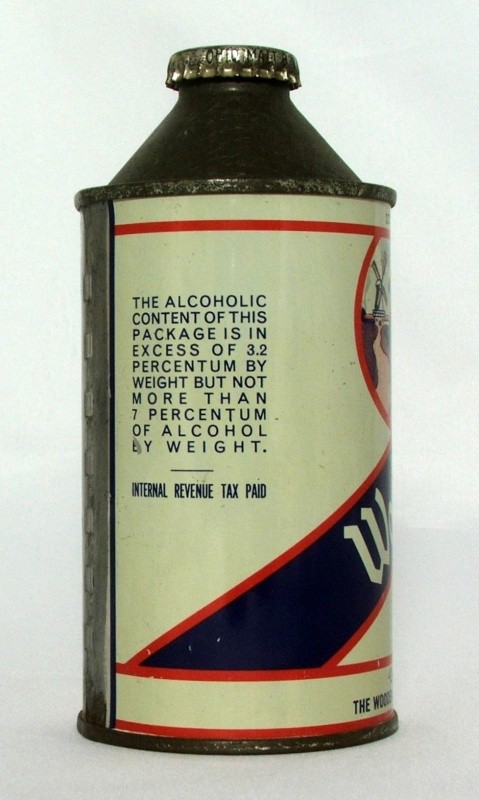 THE ALCOHOLIC
CONTENT OF THIS
PACKAGE IS IN
EXCESS OF 3.2
PERCENTUM BY
WEIGHT BUT NOT
MORE THAN
7 PERCENTUM
OF ALCOHOL
BY WEIGHT.
INTERNAL REVENUE TAX PAID
W
THE